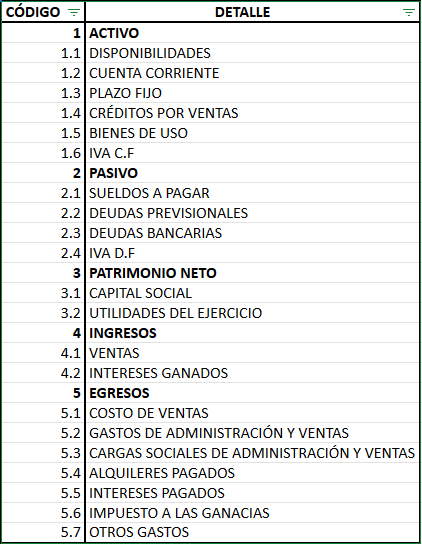 CÓDIGO DETALLE
1 ACTIVO
1.1 DISPONIBILIDADES
1.2 CUENTA CORRIENTE
1.3 PLAZO FIJO
1.4 CRÉDITOS POR VENTAS
1.5 BIENES DE USO
1.6 IVA C.F
2 PASIVO
2.1 SUELDOS A PAGAR
2.2 DEUDAS PREVISIONALES
2.3 DEUDAS BANCARIAS
2.4 IVA D.F
3 PATRIMONIO NETO
3.1 CAPITAL SOCIAL
3.2 UTILIDADES DEL EJERCICIO
4 INGRESOS
4.1 VENTAS
4.2 INTERESES GANADOS
5 EGRESOS
5.1 COSTO DE VENTAS
5.2 GASTOS DE ADMINISTRACIÓN Y VENTAS
5.3 CARGAS SOCIALES DE ADMINISTRACIÓN Y VENTAS
5.4 ALQUILERES PAGADOS
5.5 INTERESES PAGADOS
5.6 IMPUESTO A LAS GANACIAS
5.7 OTROS GASTOS